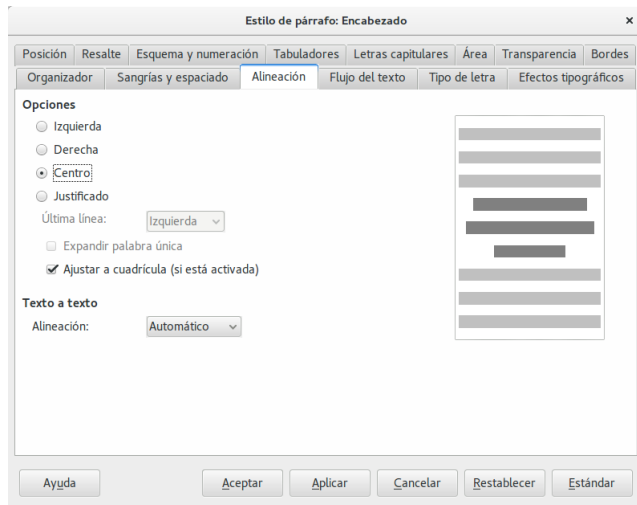 Estilo de párrafo: Encabezado
Posición Resalte Esquema y numeración Tabuladores Letras capitulares Área Transparencia Bordes
Organizador Sangrías y espaciado Alineación Flujo del texto Tipo de letra Efectos tipográficos
Opciones
Izquierda
Derecha
Centro
Justificado
Última línea: Izquierda
Expandir palabra única
Ajustar a cuadrícula (si está activada)
Texto a texto
Alineación: Automático
Ayuda Aceptar Aplicar Cancelar Restablecer Estándar